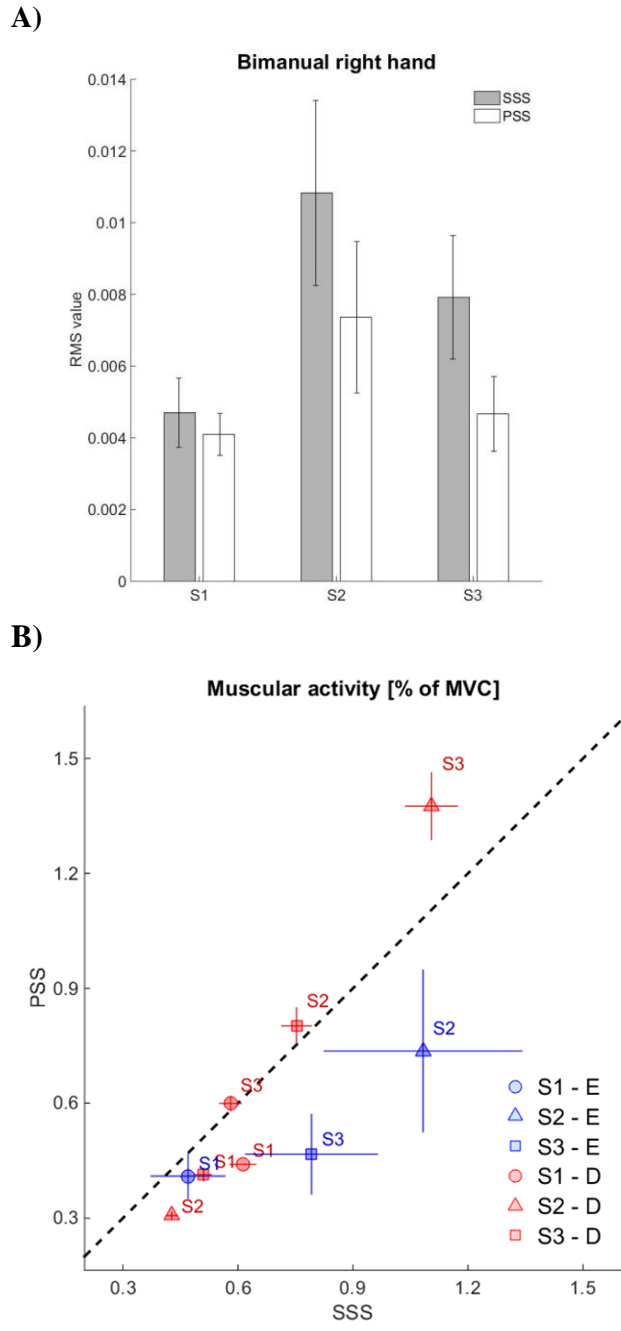 A)
Bimanual right hand
0.014
SSS
PSS
0.012
0.01
0.008
RMS value
0.006
0.004
0.002
0
S1
S2
S3
B)
Muscular activity [% of MVC]
1.5
S3
1.2
PSS
0.9
S2
S2
0.6
S3
S3
S1
S1
S1
0.3
S2
S1 - E
S2 - E
S3 - E
S1 - D
S2 - D
S3 - D
0.3
0.6
0.9
1.2
1.5
SSS